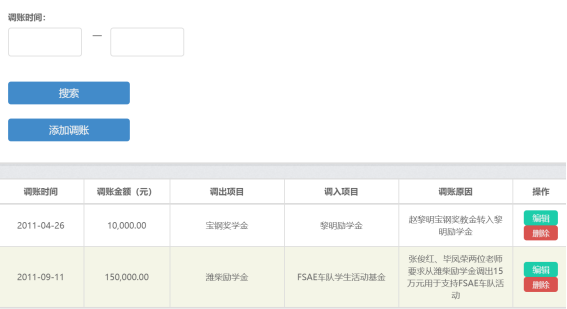 调账时间：
—
搜索
添加调账
调账时间 调账金额（元） 调出项目 调入项目 调账原因 操作
2011-04-26 10,000.00 宝钢奖学金 黎明励学金 赵黎明宝钢奖教金转入黎
明励学金 编辑
删除
2011-09-11 150,000.00 潍柴励学金 FSAE车队学生活动基金 张俊红、毕凤荣两位老师
要求从潍柴励学金调出15
万元用于支持FSAE车队活
动 编辑
删除